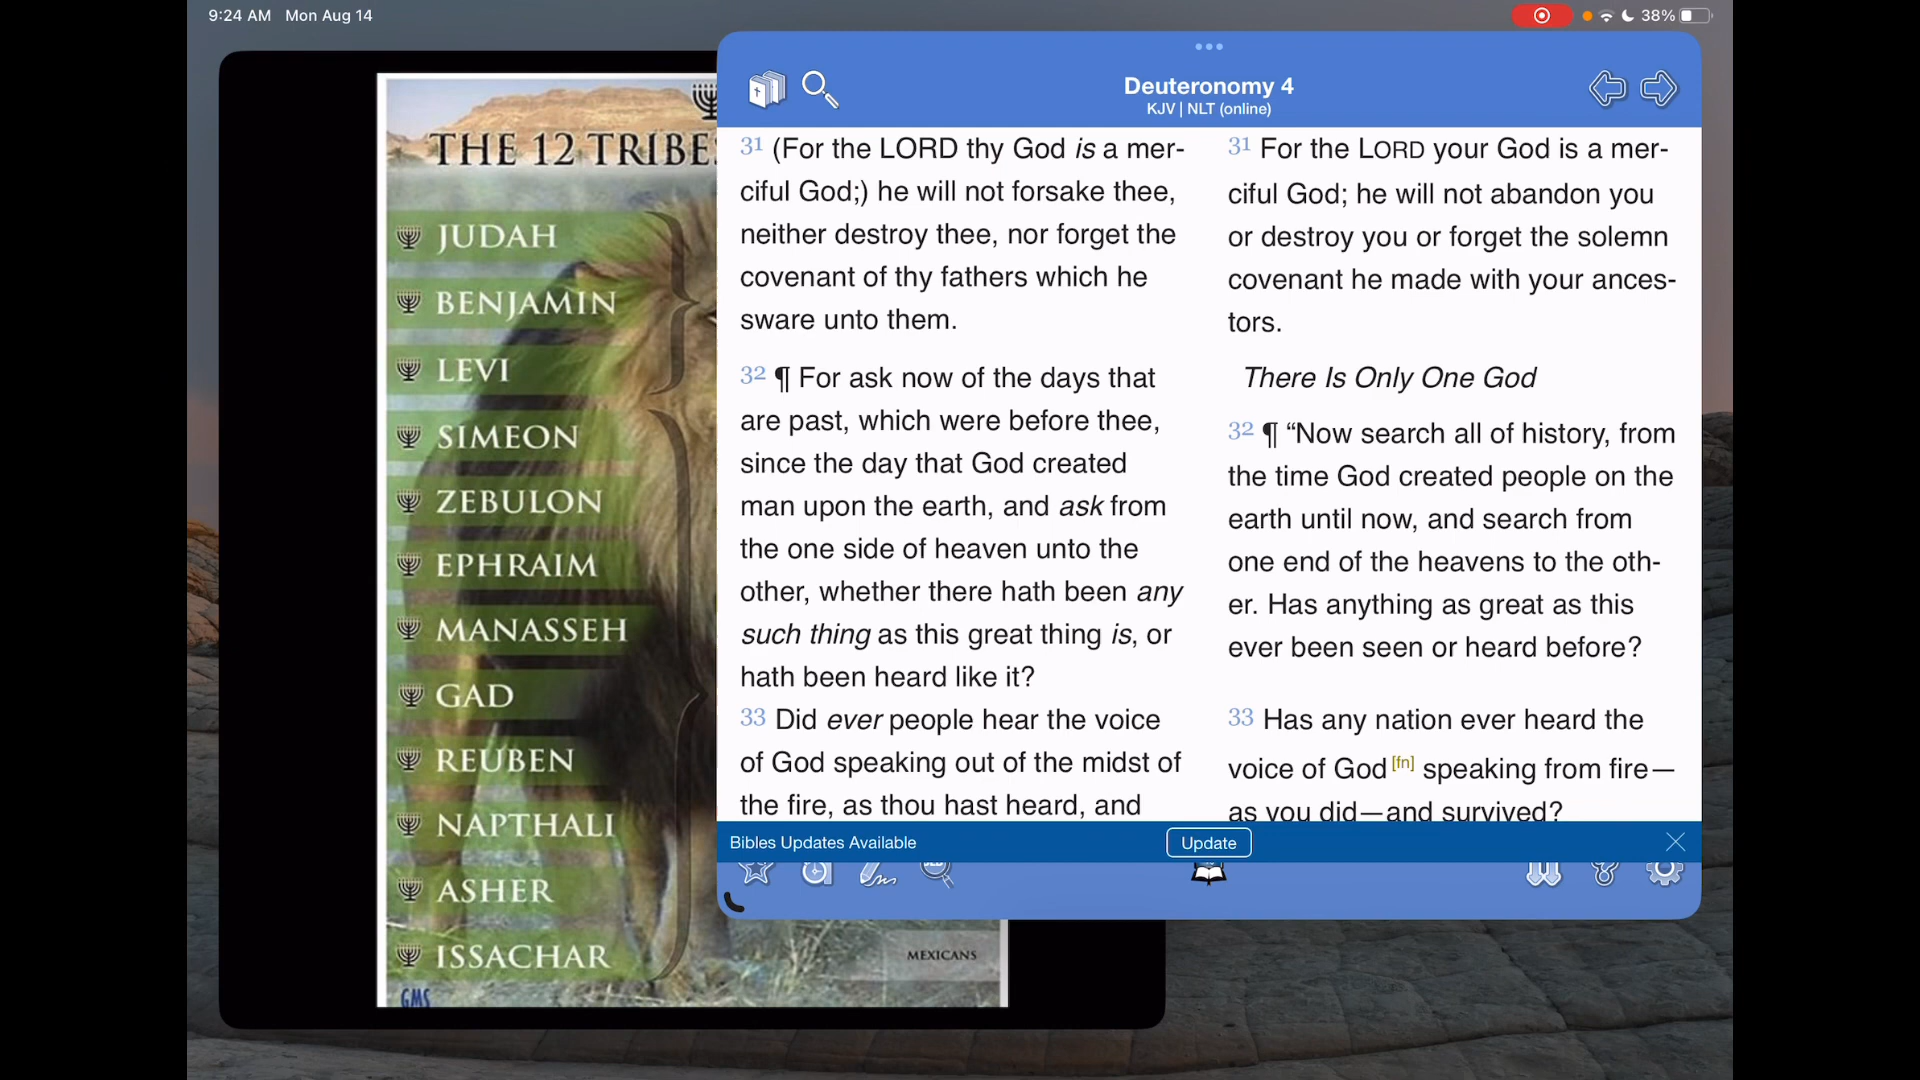 9:24 AM Mon Aug 14
38%
THE 12 TRIBES
JUDAH
BENJAMIN
LEVI
SIMEON
ZEBULON
EPHRAIM
MANASSEH
GAD
REUBEN
NAPTHALI
ASHER
ISSACHAR
GMS
MEXICANS
Deuteronomy 4
KJV | NLT (online)
31 (For the LORD thy God is a mer-
ciful God;) he will not forsake thee,
neither destroy thee, nor forget the
covenant of thy fathers which he
sware unto them.
32 ¶ For ask now of the days that
are past, which were before thee,
since the day that God created
man upon the earth, and ask from
the one side of heaven unto the
other, whether there hath been any
such thing as this great thing is, or
hath been heard like it?
33 Did ever people hear the voice
of God speaking out of the midst of
the fire, as thou hast heard, and
31 For the LORD your God is a mer-
ciful God; he will not abandon you
or destroy you or forget the solemn
covenant he made with your ances-
tors.
There Is Only One God
32 ¶ “Now search all of history, from
the time God created people on the
earth until now, and search from
one end of the heavens to the oth-
er. Has anything as great as this
ever been seen or heard before?
33 Has any nation ever heard the
voice of God [fn] speaking from fire—
as you did—and survived?
Bibles Updates Available
Update